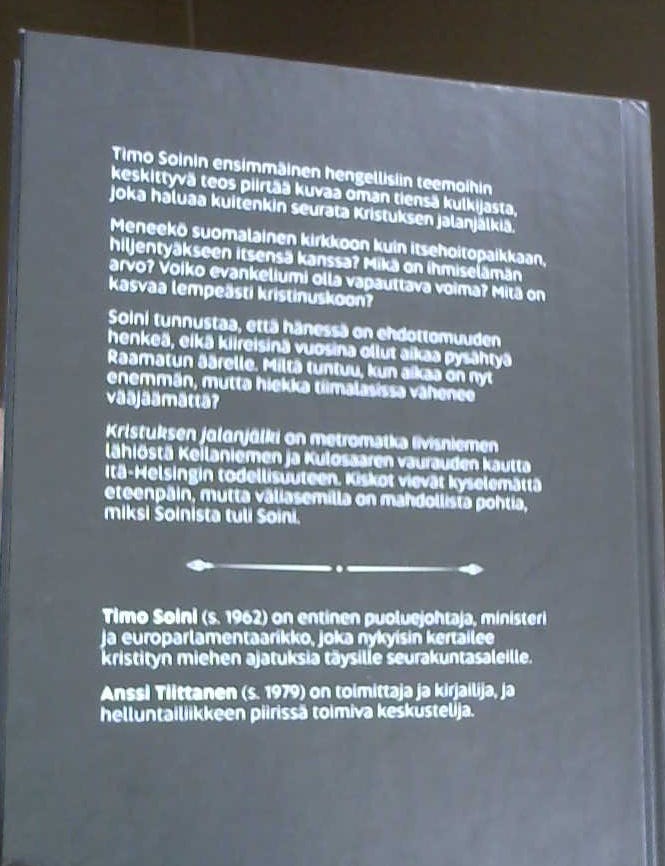 Timo Soinin ensimmäinen hengellisiin teemoihin
keskittyvä teos piirtää kuvaa oman tiensä kulkijasta,
joka haluaa kuitenkin seurata Kristuksen jalanjälkiä.
Meneekö suomalainen kirkkoon kuin itsehoitopaikkaan,
hiljentyäkseen itsensä kanssa? Mikä on ihmiselämän
arvo? Voiko evankeliumi olla vapauttava voima? Mitä on
kasvaa lempeästi kristinuskoon?
Soini tunnustaa, että hänessä on ehdottomuuden
henkeä, eikä kiireisinä vuosina ollut aikaa pysähtyä
Raamatun äärelle. Miltä tuntuu, kun aikaa on nyt
enemmän, mutta hiekka tiimalasissa vähenee
vääjäämättä?
Kristuksen jalanjälki on metromatka Iivisniemen
lähiöstä Keilaniemen ja Kulosaaren vaurauden kautta
Itä-Helsingin todellisuuteen. Kiskot vievät kyselemättä
eteenpäin, mutta väliasemilla on mahdollista pohtia,
miksi Soinista tuli Soini.
Timo Soini (s. 1962) on entinen puoluejohtaja, ministeri
ja europarlamentaarikko, joka nykyisin kertailee
kristityn miehen ajatuksia täysille seurakuntasaleille.
Anssi Tiittanen (s. 1979) on toimittaja ja kirjailija, ja
helluntailiikkeen piirissä toimiva keskustelija.